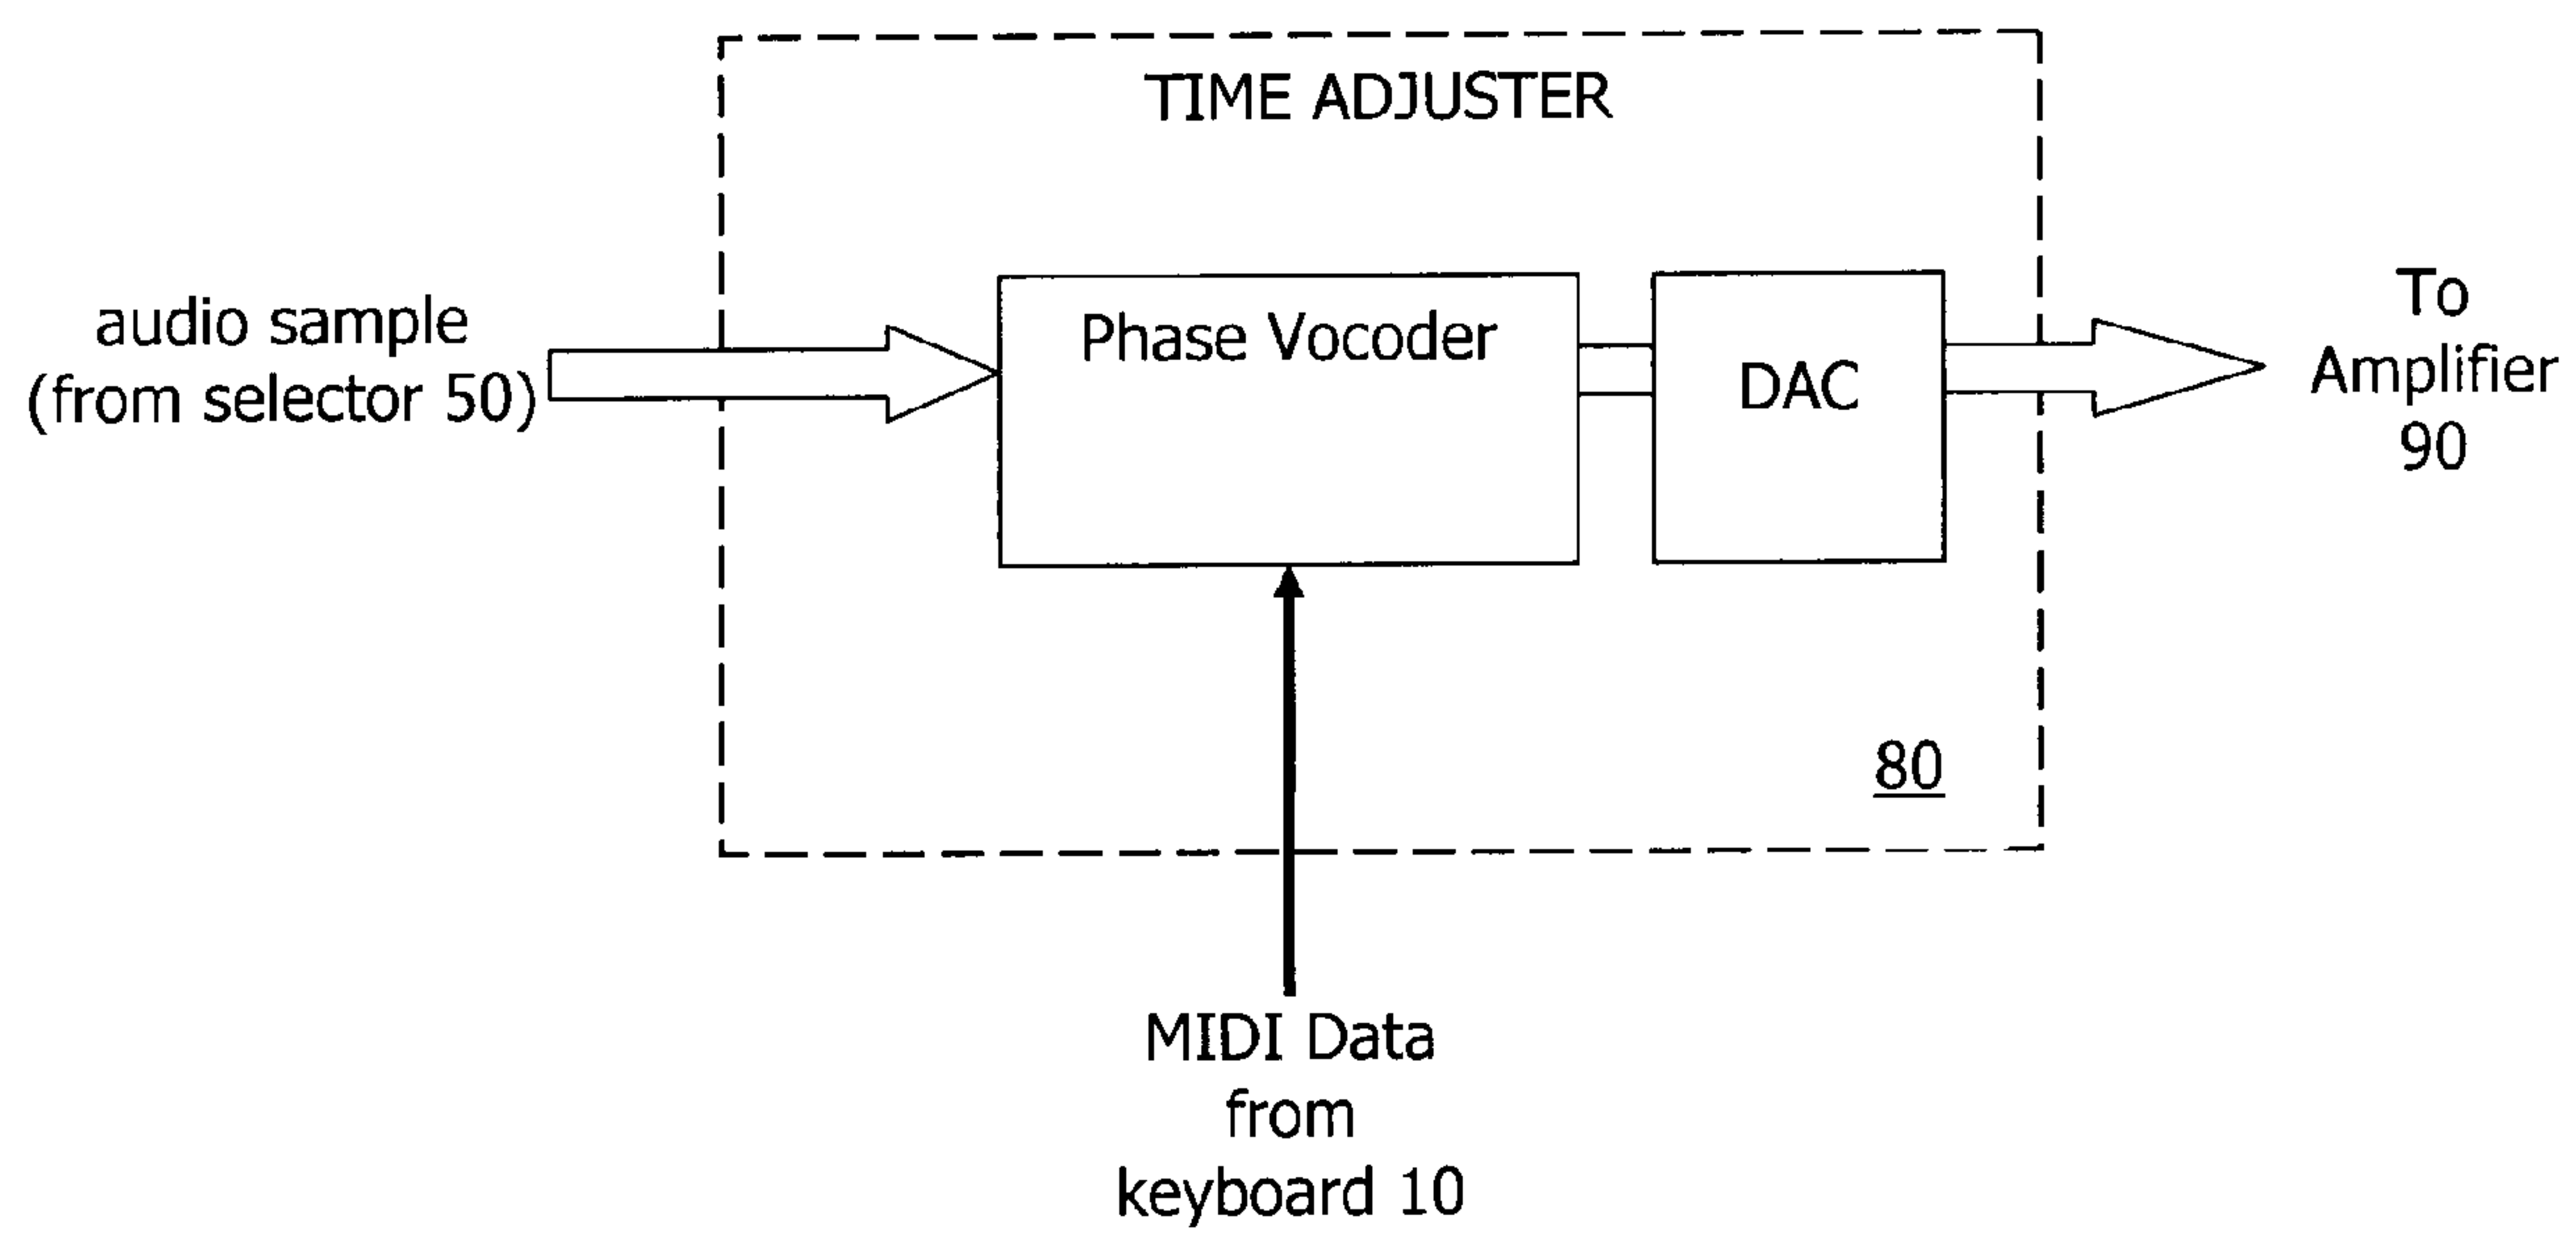 TIME ADJUSTER
audio sample
(from selector 50)
Phase Vocoder
DAC
To
Amplifier
90
80
MIDI Data
from
keyboard 10